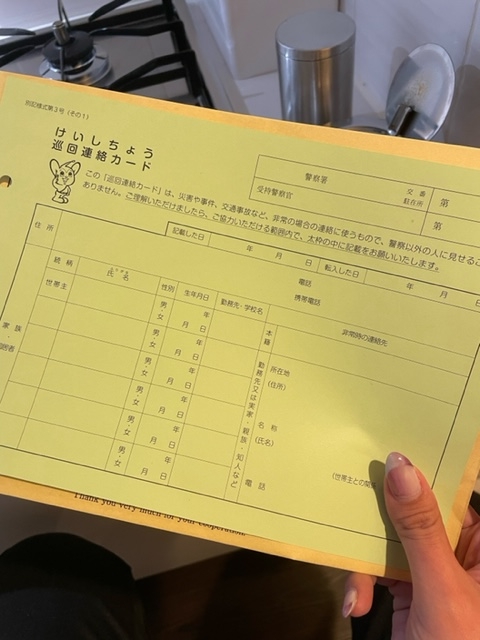 別記様式第3号(その1)
けいしちょう
巡回連絡カード
警察署
受持警察官
交番
駐在所
第
第
この「巡回連絡カード」は、災害や事件、交通事故など、非常の場合の連絡に使うもので、警察以外の人に見せるこ
ありません。ご理解いただけましたら、ご協力いただける範囲内で、太枠の中に記載をお願いいたします。
住所
記載した日 年 月 日 転入した日 年 月 日
電話
携帯電話
続柄 氏名 性別 生年月日 勤務先・学校名 本籍 非常時の連絡先
フリガナ
世帯主 男・女 年 月 日
男・女 年 月 日
男・女 年 月 日
男・女 年 月 日
男・女 年 月 日
家族
居者
勤務先又は実家・親族・知人など
所在地
(住所)
名称
(氏名)
電話
(世帯主との関係
Thank you very much for your cooperation.